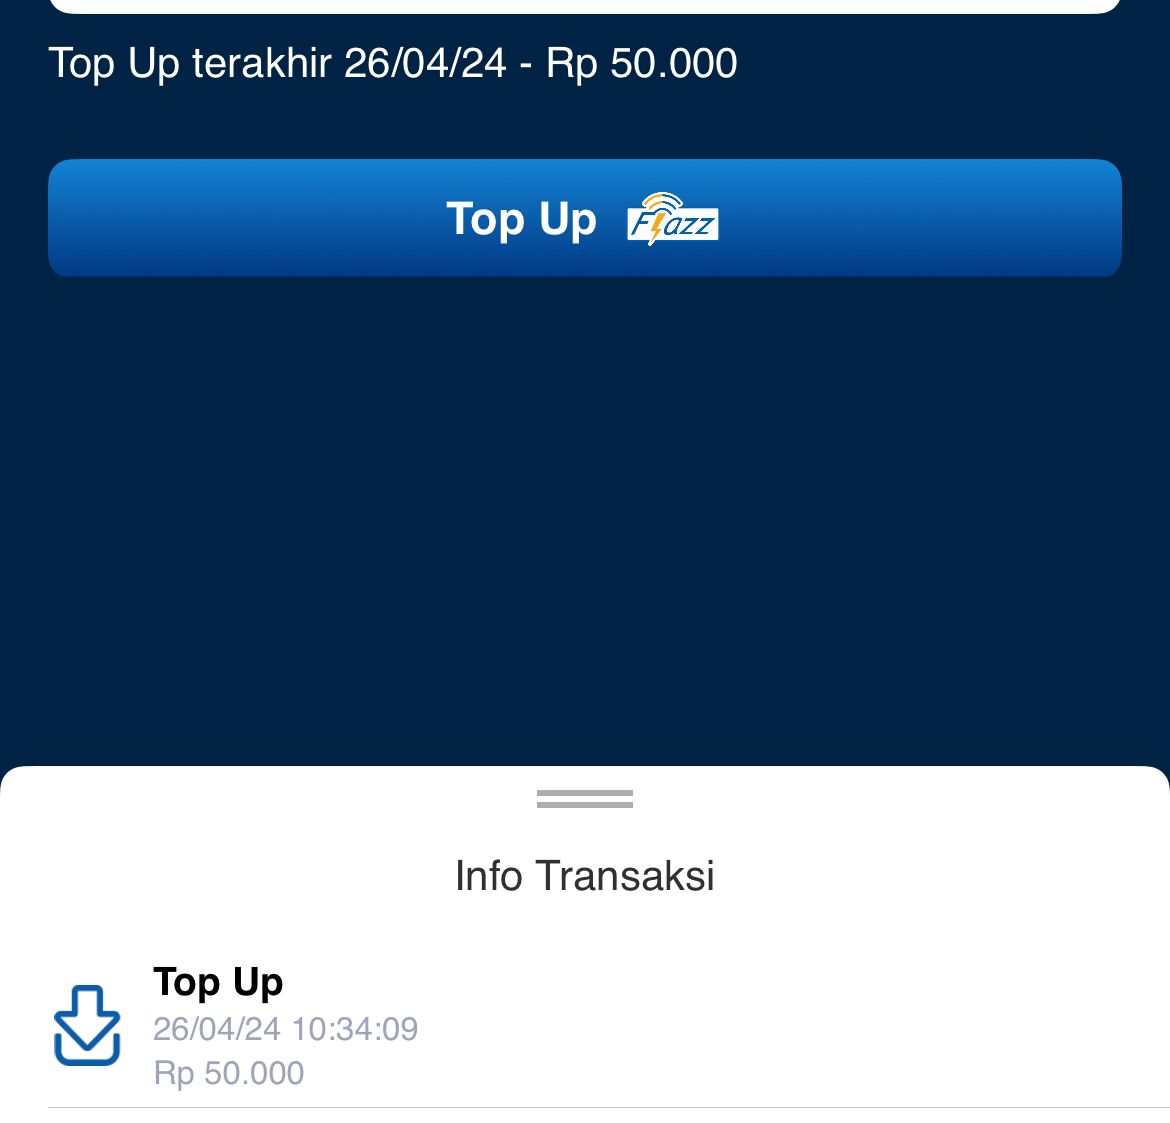 Top Up terakhir 26/04/24 - Rp 50.000
Top Up Flazz
Info Transaksi
Top Up
26/04/24 10:34:09
Rp 50.000